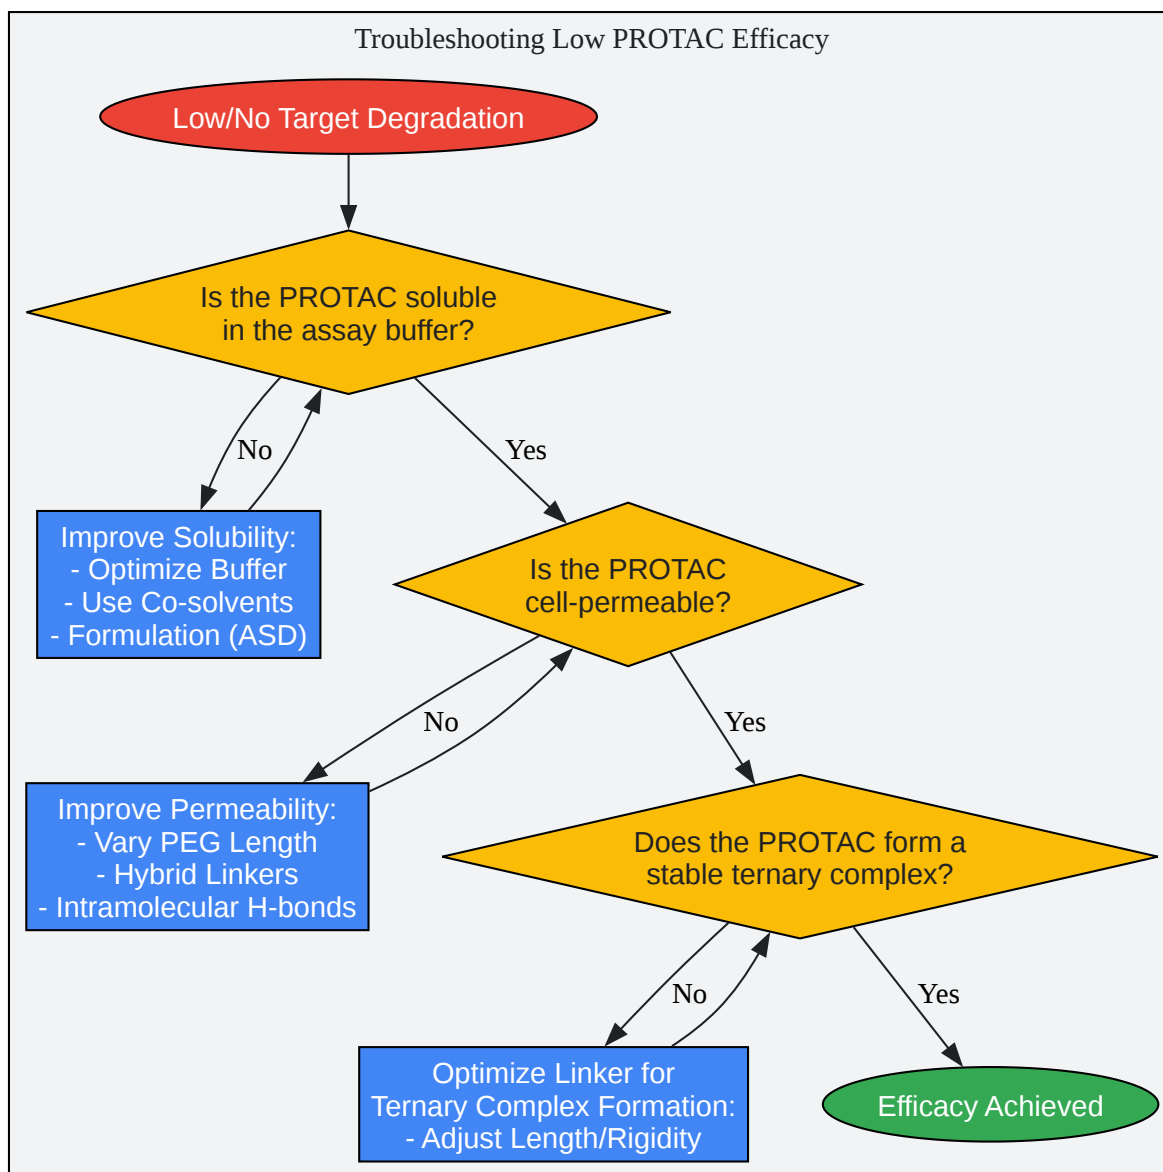 Troubleshooting Low PROTAC Efficacy
Low/No Target Degradation
Is the PROTAC soluble
in the assay buffer?
No
Yes
Improve Solubility:
- Optimize Buffer
- Use Co-solvents
- Formulation (ASD)
Is the PROTAC
cell-permeable?
No
Yes
Improve Permeability:
- Vary PEG Length
- Hybrid Linkers
- Intramolecular H-bonds
Does the PROTAC form a
stable ternary complex?
No
Yes
Optimize Linker for
Ternary Complex Formation:
- Adjust Length/Rigidity
Efficacy Achieved